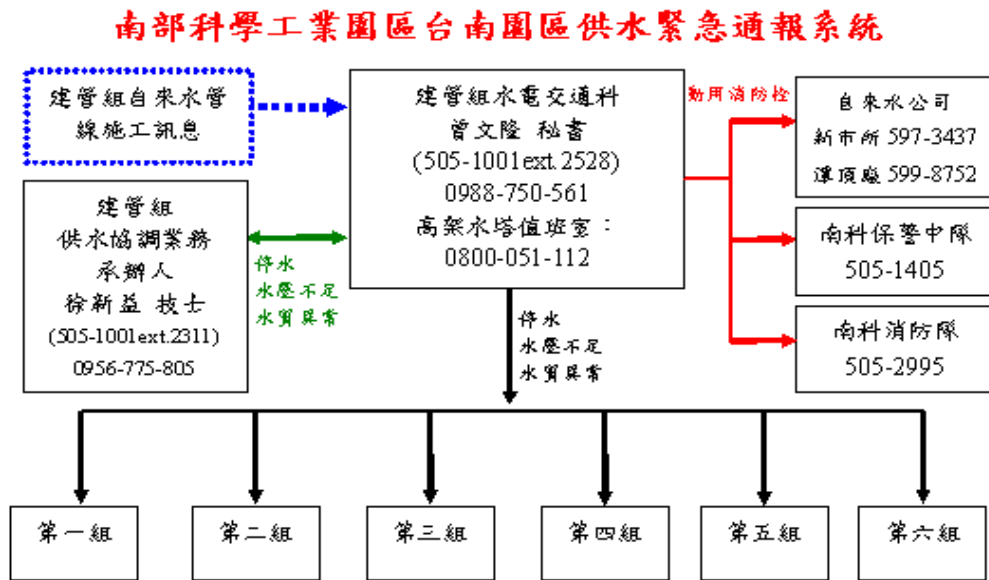 南部科學工業園區台南園區供水緊急通報系統
建管組自來水管
線施工訊息
建管組水電交通科
曾文隆 秘書
(505-1001ext.2528)
0988-750-561
高架水塔值班室：
0800-051-112
動用消防栓
自來水公司
新市所 597-3437
潭頂廠 599-8752
建管組
供水協調業務
承辦人
徐新益 技士
(505-1001ext.2311)
0956-775-805
停水
水壓不足
水質異常
南科保警中隊
505-1405
停水
水壓不足
水質異常
南科消防隊
505-2995
第一組
第二組
第三組
第四組
第五組
第六組